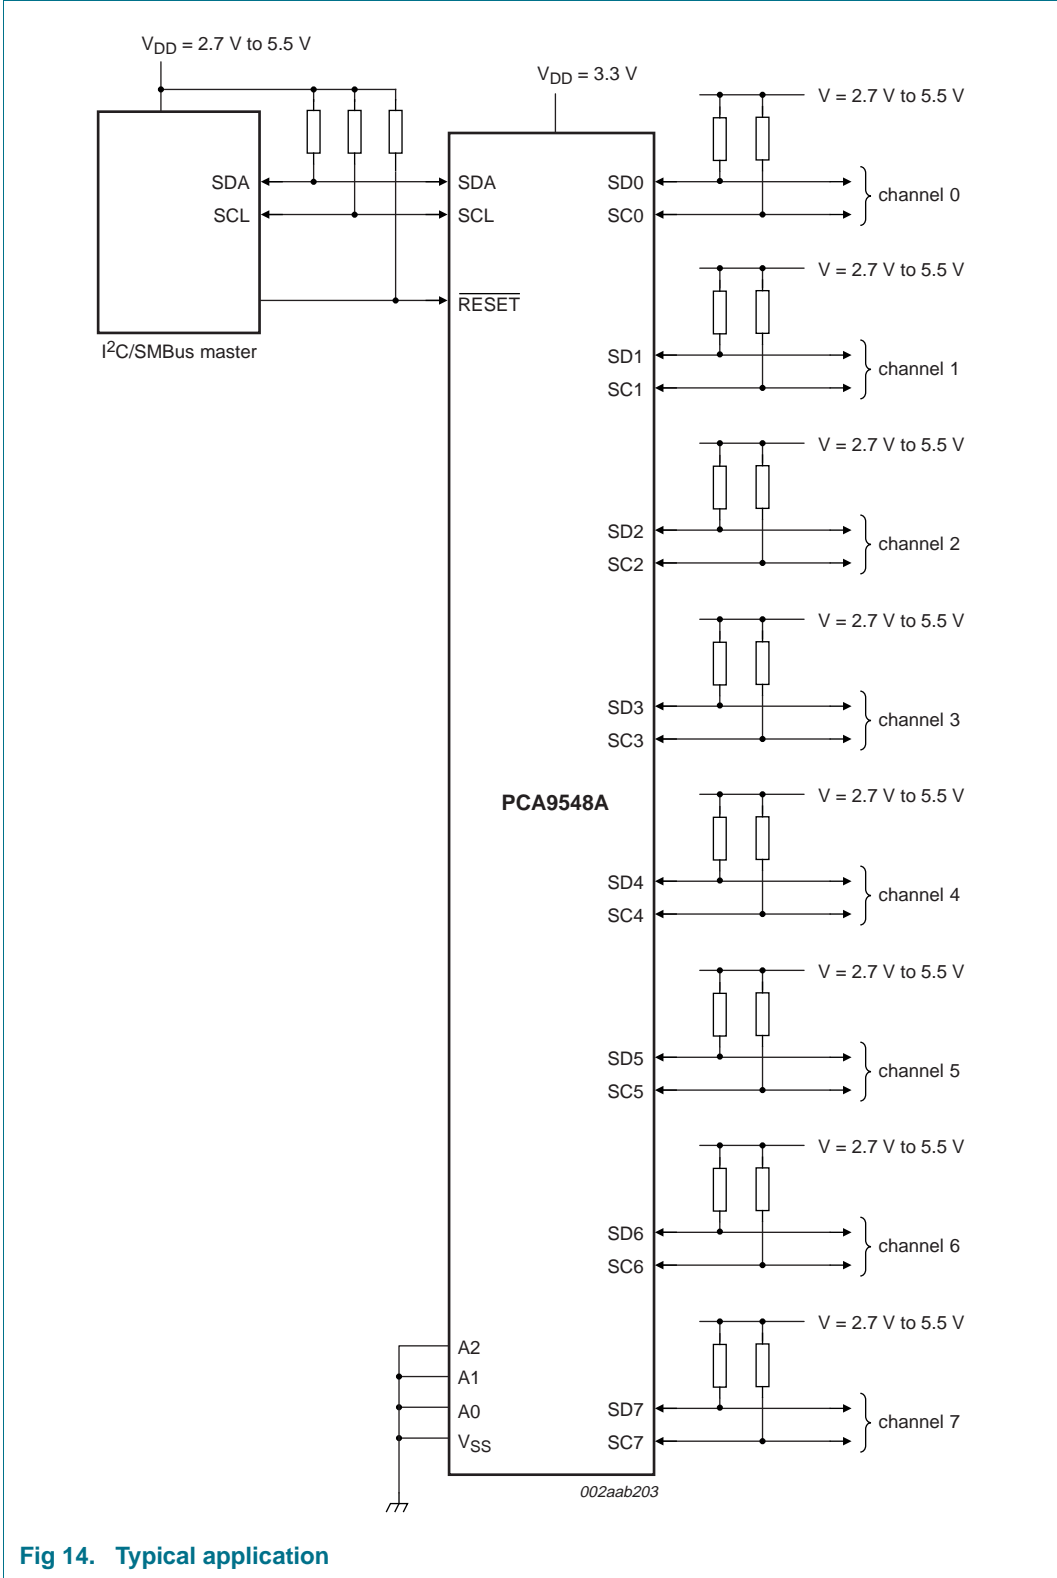 V_DD = 2.7 V to 5.5 V
V_DD = 3.3 V
V = 2.7 V to 5.5 V
SDA
SCL
I²C/SMBus master
SDA
SCL
RESET
SD0
SC0
channel 0
V = 2.7 V to 5.5 V
SD1
SC1
channel 1
V = 2.7 V to 5.5 V
SD2
SC2
channel 2
V = 2.7 V to 5.5 V
SD3
SC3
channel 3
PCA9548A
V = 2.7 V to 5.5 V
SD4
SC4
channel 4
V = 2.7 V to 5.5 V
SD5
SC5
channel 5
V = 2.7 V to 5.5 V
SD6
SC6
channel 6
V = 2.7 V to 5.5 V
A2
A1
A0
V_SS
SD7
SC7
channel 7
002aab203
Fig 14. Typical application